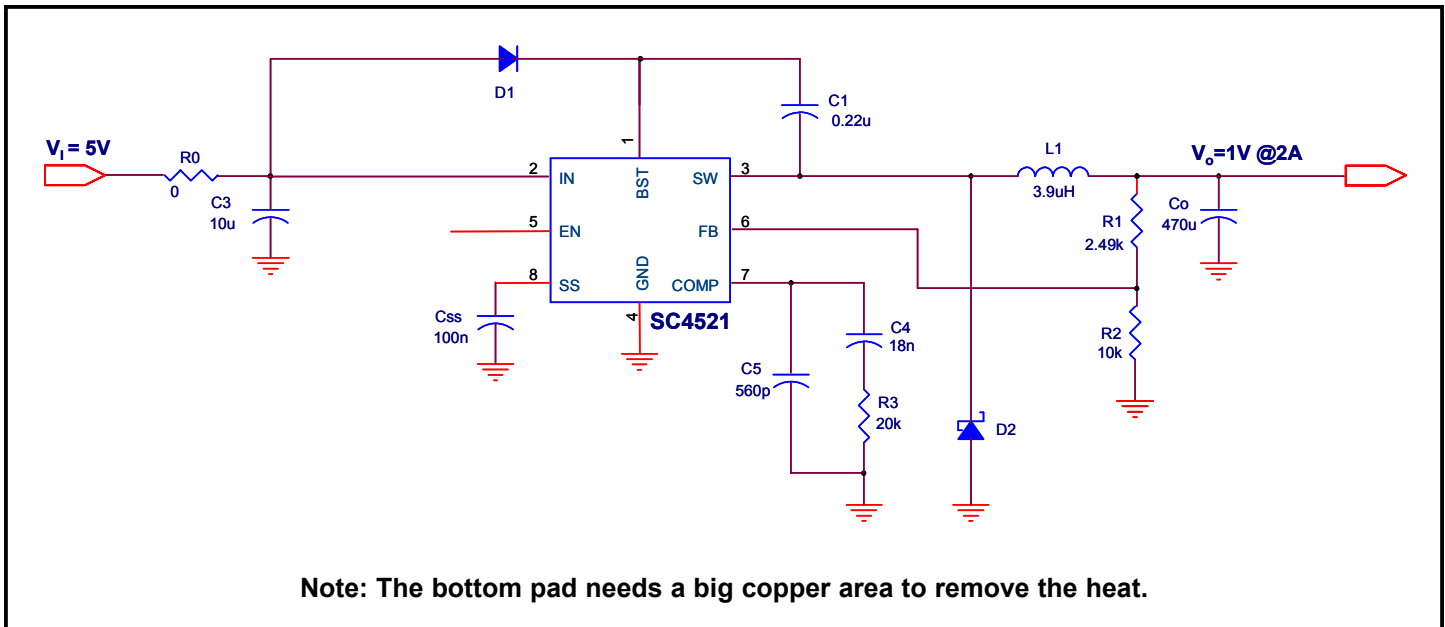 D1
C1
0.22u
V_I = 5V
R0
0
C3
10u
1
2
IN
BST
SW
3
L1
3.9uH
V_o=1V @2A
R1
2.49k
Co
470u
5
EN
FB
6
8
SS
GND
COMP
7
4
SC4521
Css
100n
C4
18n
C5
560p
R3
20k
R2
10k
D2
Note: The bottom pad needs a big copper area to remove the heat.